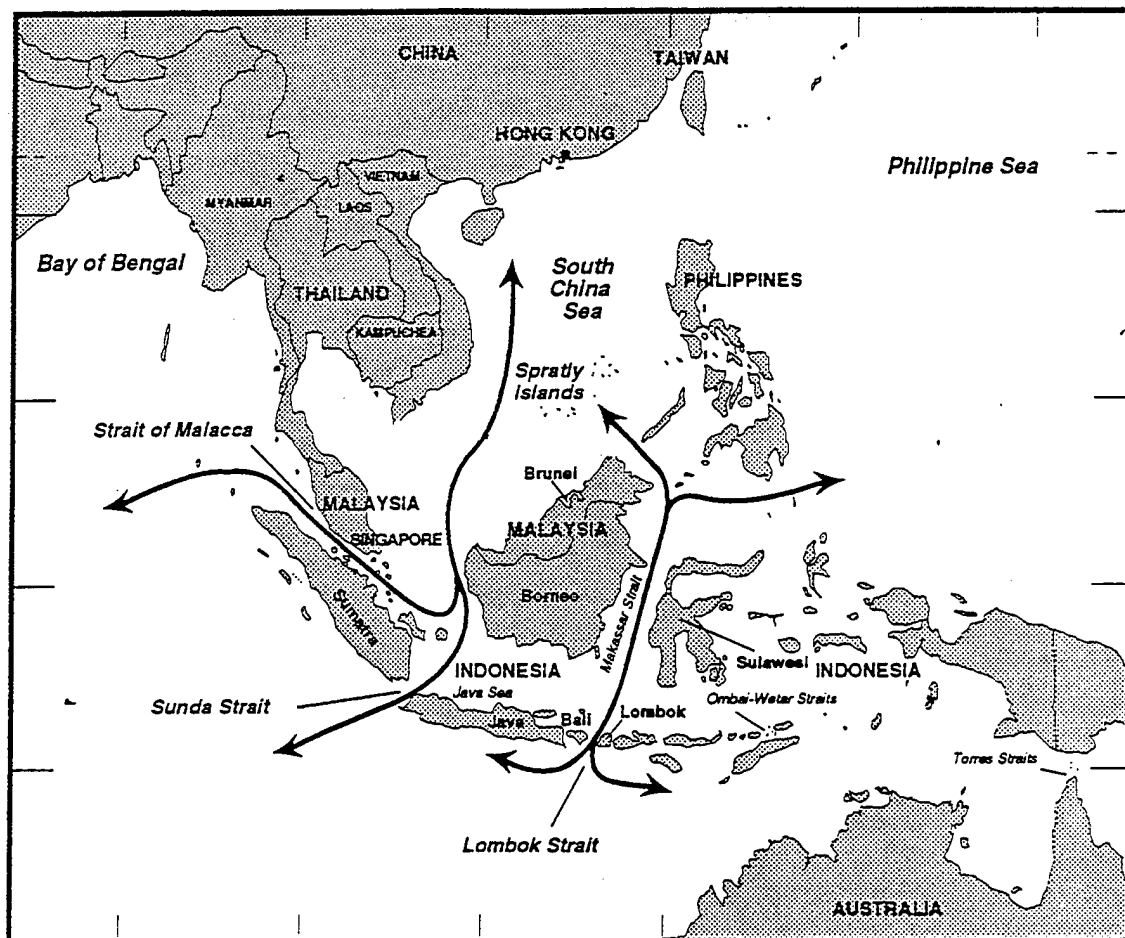 CHINA
TAIWAN
HONG KONG
Philippine Sea
VIETNAM
MYANMAR
LAOS
Bay of Bengal
South
China
Sea
PHILIPPINES
THAILAND
KAMPUCHEA
Spratly
Islands
Strait of Malacca
Brunei
MALAYSIA
MALAYSIA
SINGAPORE
Borneo
Makassar Strait
Sumatra
INDONESIA
Sulawesi
INDONESIA
Java Sea
Ombai-Wetar Straits
Sunda Strait
Java
Bali
Lombok
Torres Straits
Lombok Strait
AUSTRALIA